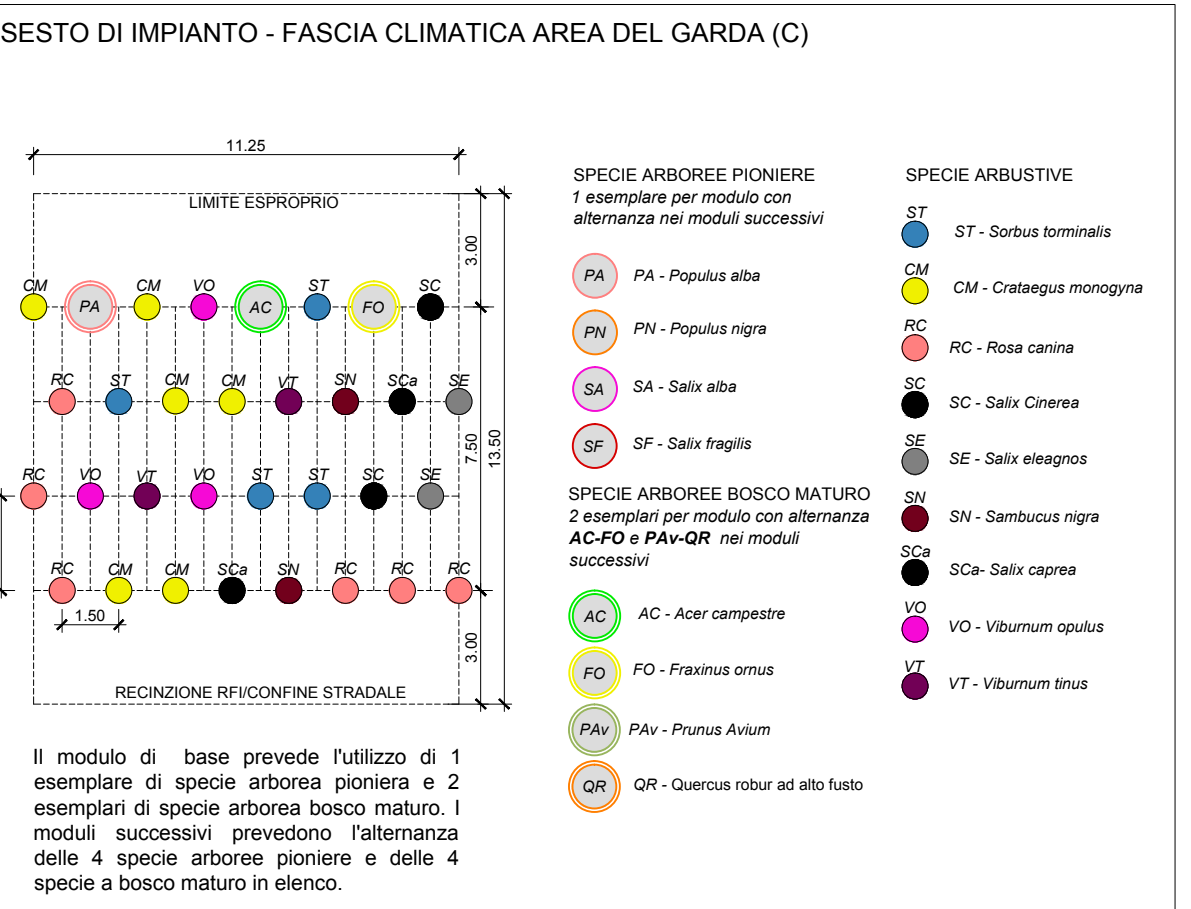 SESTO DI IMPIANTO - FASCIA CLIMATICA AREA DEL GARDA (C)
11.25
LIMITE ESPROPRIO
3.00
CM PA CM VO AC ST FO SC
RC ST CM CM VT SN SCa SE
7.50
13.50
RC VO VT VO ST ST SC SE
RC CM CM SCa SN RC RC RC
1.50
3.00
RECINZIONE RFI/CONFINE STRADALE
Il modulo di base prevede l'utilizzo di 1
esemplare di specie arborea pioniera e 2
esemplari di specie arborea bosco maturo. I
moduli successivi prevedono l'alternanza
delle 4 specie arboree pioniere e delle 4
specie a bosco maturo in elenco.
SPECIE ARBOREE PIONIERE
1 esemplare per modulo con
alternanza nei moduli successivi
PA PA - Populus alba
PN PN - Populus nigra
SA SA - Salix alba
SF SF - Salix fragilis
SPECIE ARBOREE BOSCO MATURO
2 esemplari per modulo con alternanza
AC-FO e PAv-QR nei moduli
successivi
AC AC - Acer campestre
FO FO - Fraxinus ornus
PAv PAv - Prunus Avium
QR QR - Quercus robur ad alto fusto
SPECIE ARBUSTIVE
ST
ST - Sorbus torminalis
CM
CM - Crataegus monogyna
RC
RC - Rosa canina
SC
SC - Salix Cinerea
SE
SE - Salix eleagnos
SN
SN - Sambucus nigra
SCa
SCa- Salix caprea
VO
VO - Viburnum opulus
VT
VT - Viburnum tinus